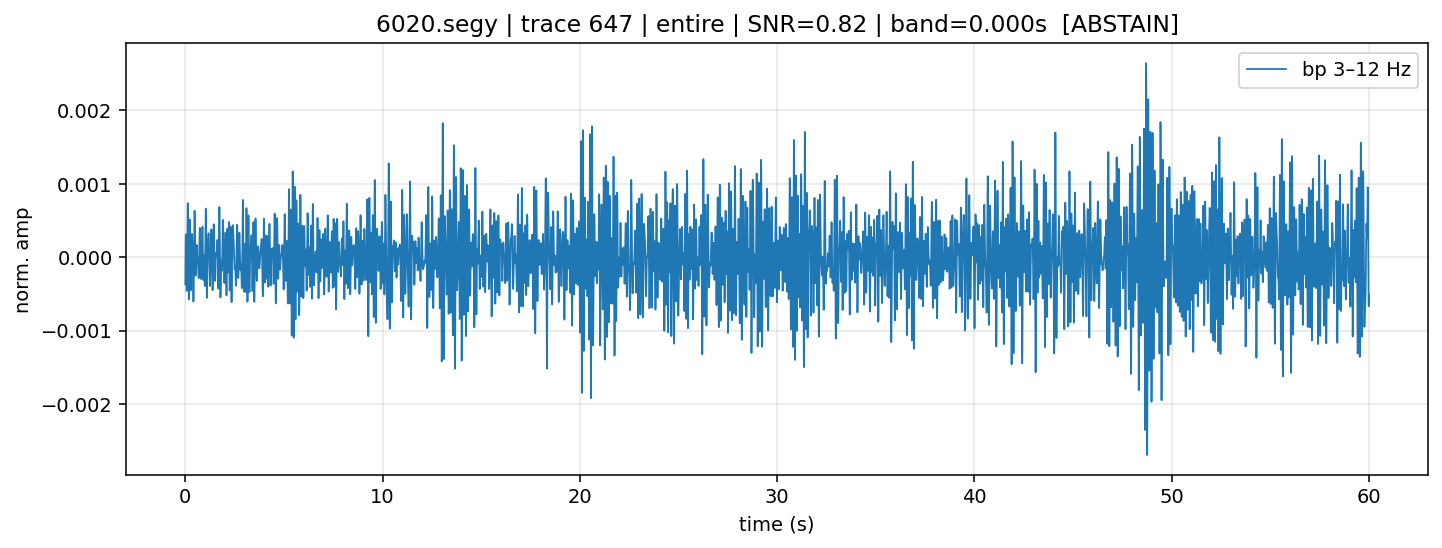 6020.segy | trace 647 | entire | SNR=0.82 | band=0.000s  [ABSTAIN]
bp 3–12 Hz
norm. amp
0.002
0.001
0.000
−0.001
−0.002
0 10 20 30 40 50 60
time (s)